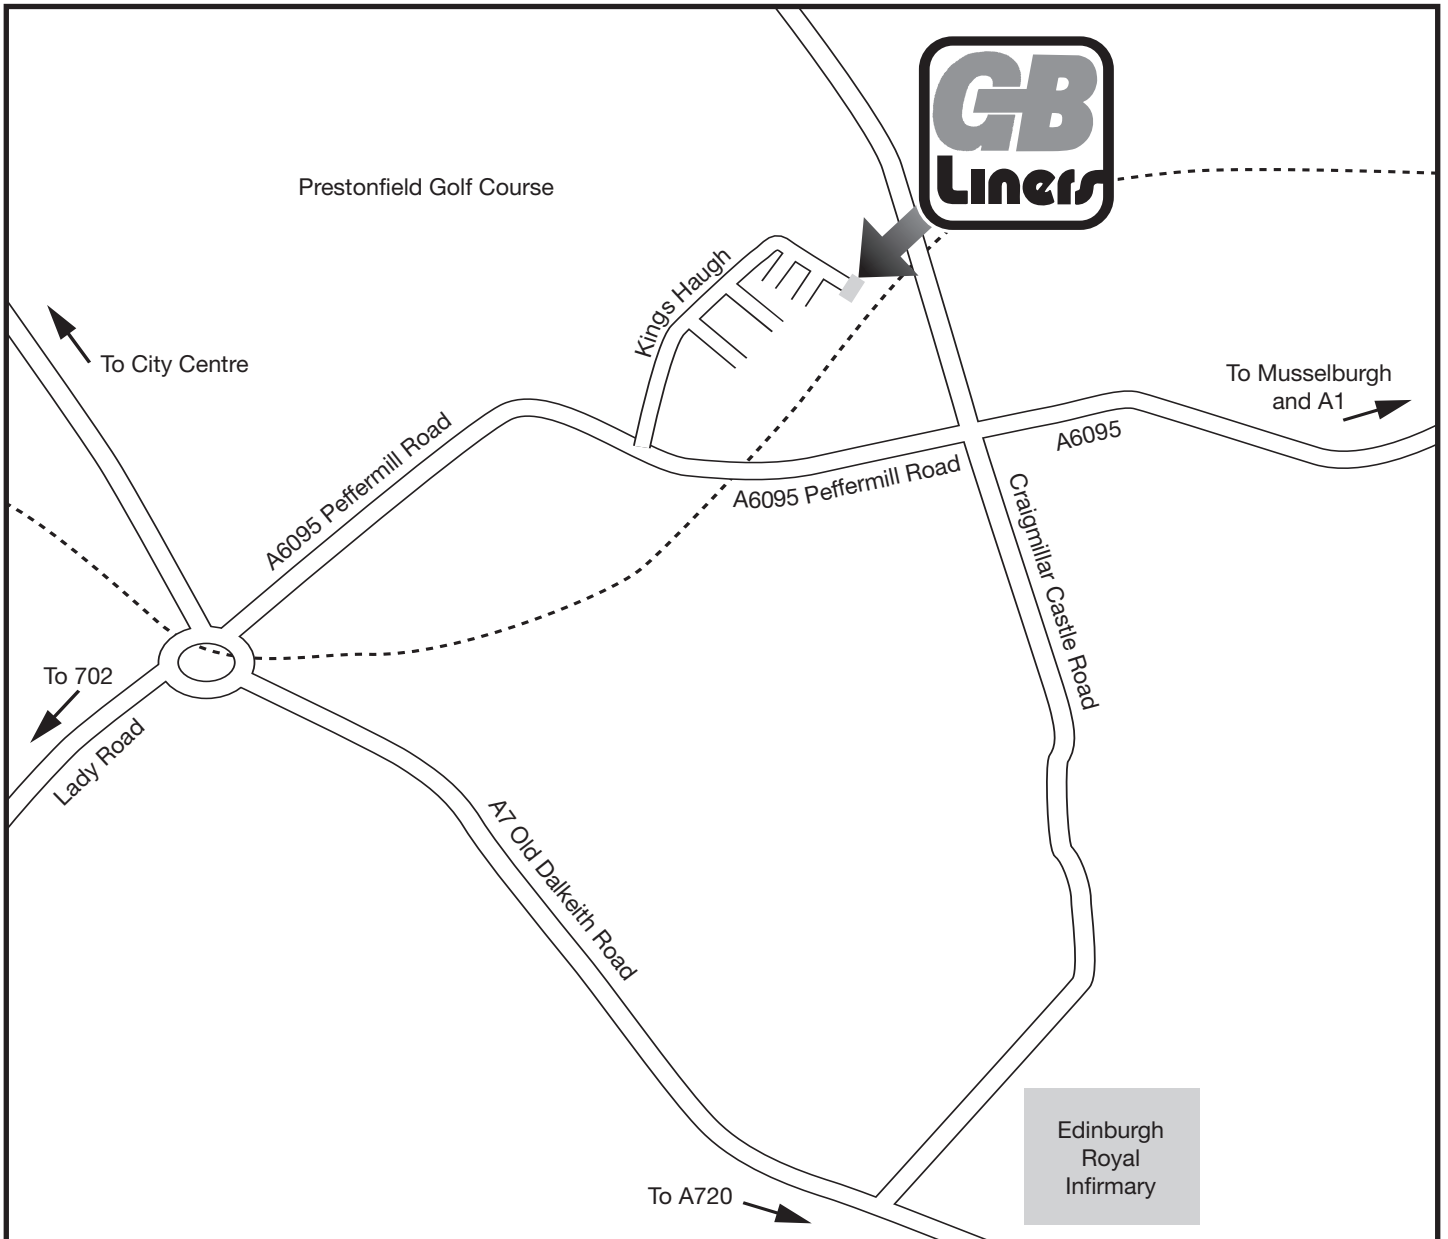 GB
Liners
Prestonfield Golf Course
Kings Haugh
To City Centre
To Musselburgh
and A1
A6095 Peffermill Road
A6095
A6095 Peffermill Road
Craigmillar Castle Road
To 702
Lady Road
A7 Old Dalkeith Road
Edinburgh
Royal
Infirmary
To A720